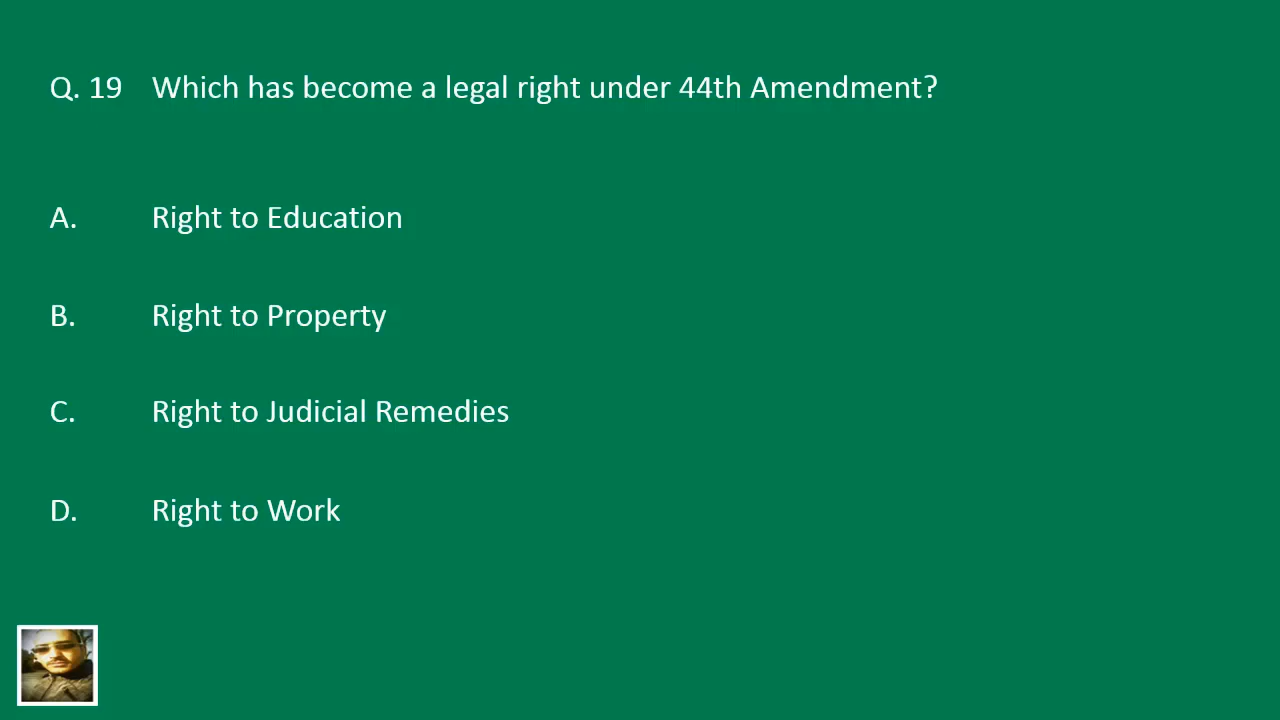 Q. 19 Which has become a legal right under 44th Amendment?
A. Right to Education
B. Right to Property
C. Right to Judicial Remedies
D. Right to Work